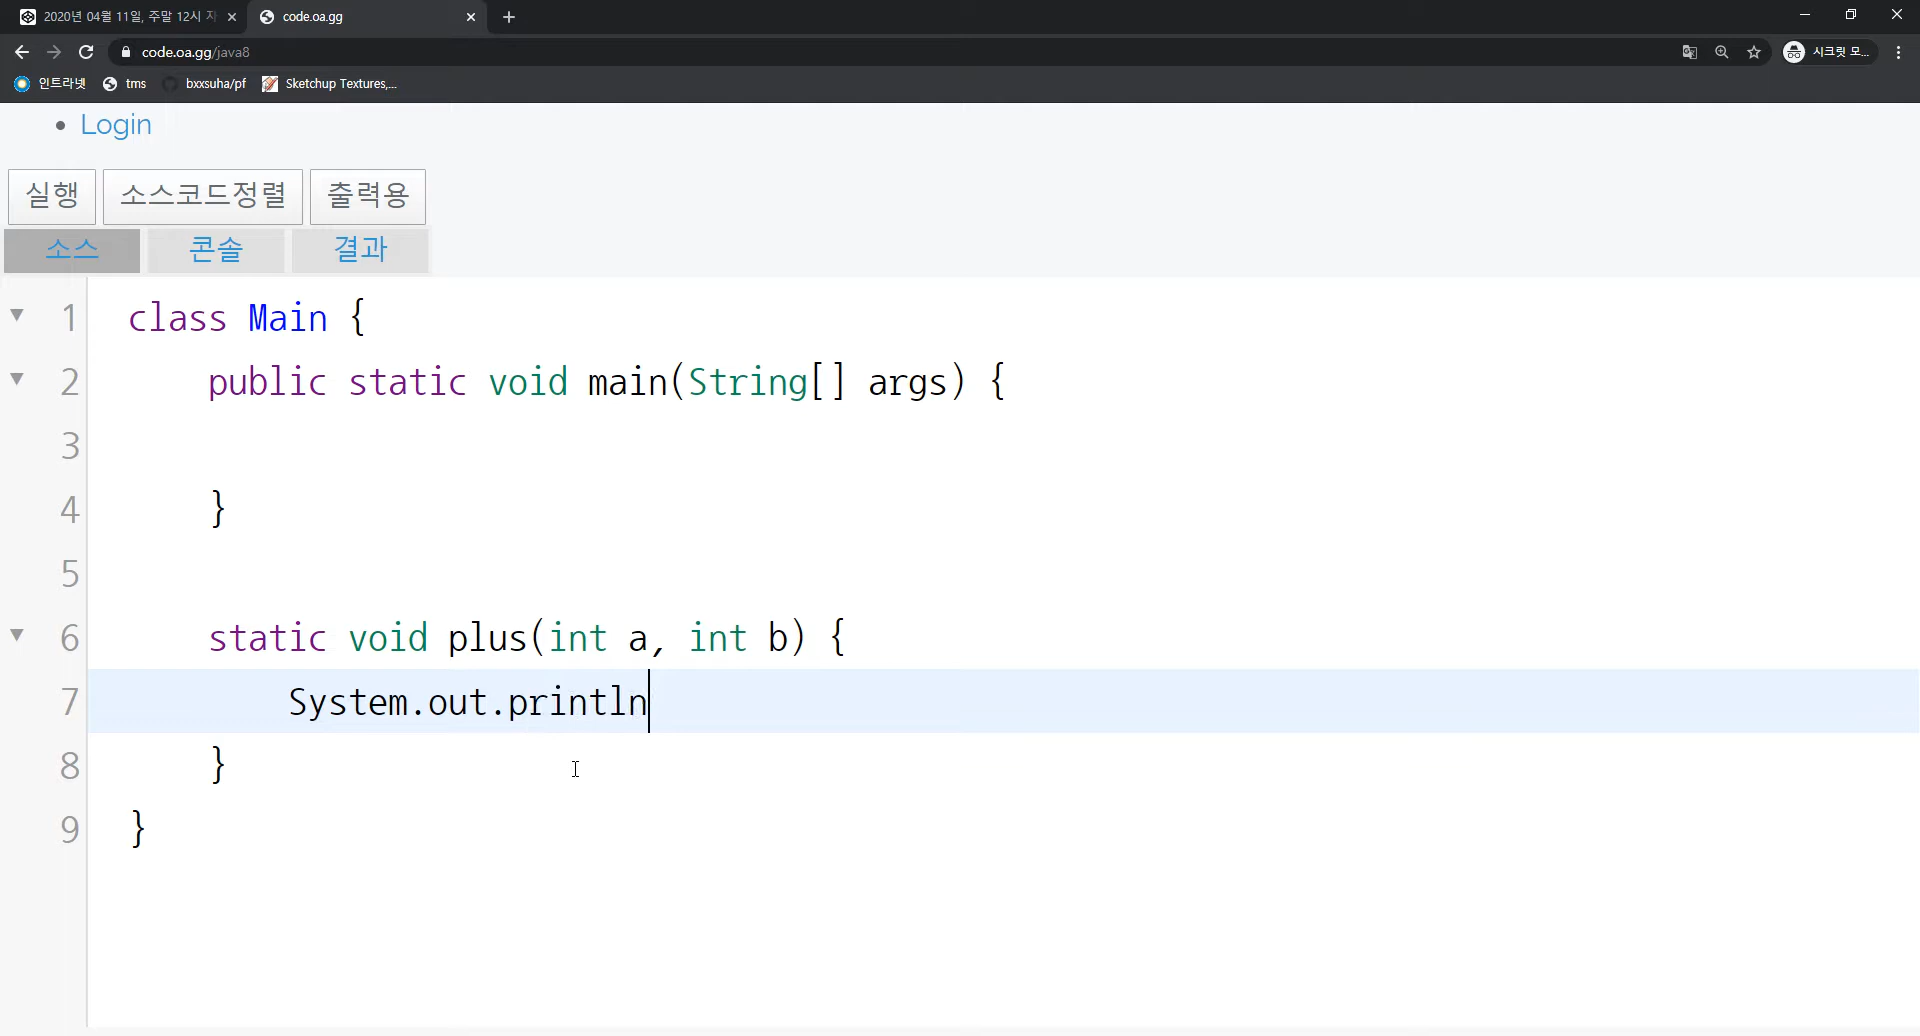 2020년 04월 11일, 주말 12시 자
code.oa.gg
code.oa.gg/java8
시크릿 모...
인트라넷
tms
bxxsuha/pf
Sketchup Textures,...
Login
실행
소스코드정렬
출력용
소스
콘솔
결과
1 class Main {
2 public static void main(String[] args) {
3
4 }
5
6 static void plus(int a, int b) {
7 System.out.println
8 }
9 }